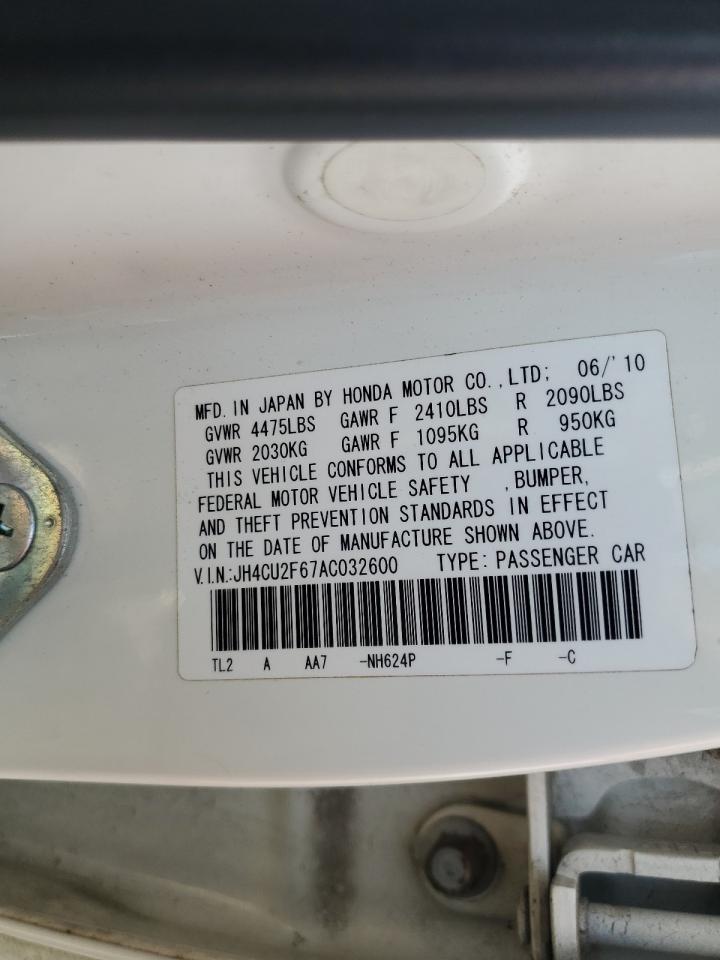 MFD. IN JAPAN BY HONDA MOTOR CO.,LTD; 06/'10
GVWR 4475LBS GAWR F 2410LBS R 2090LBS
GVWR 2030KG GAWR F 1095KG R 950KG
THIS VEHICLE CONFORMS TO ALL APPLICABLE
FEDERAL MOTOR VEHICLE SAFETY ,BUMPER,
AND THEFT PREVENTION STANDARDS IN EFFECT
ON THE DATE OF MANUFACTURE SHOWN ABOVE.
V.I.N.:JH4CU2F67AC032600 TYPE: PASSENGER CAR
TL2 A AA7 -NH624P -F -C